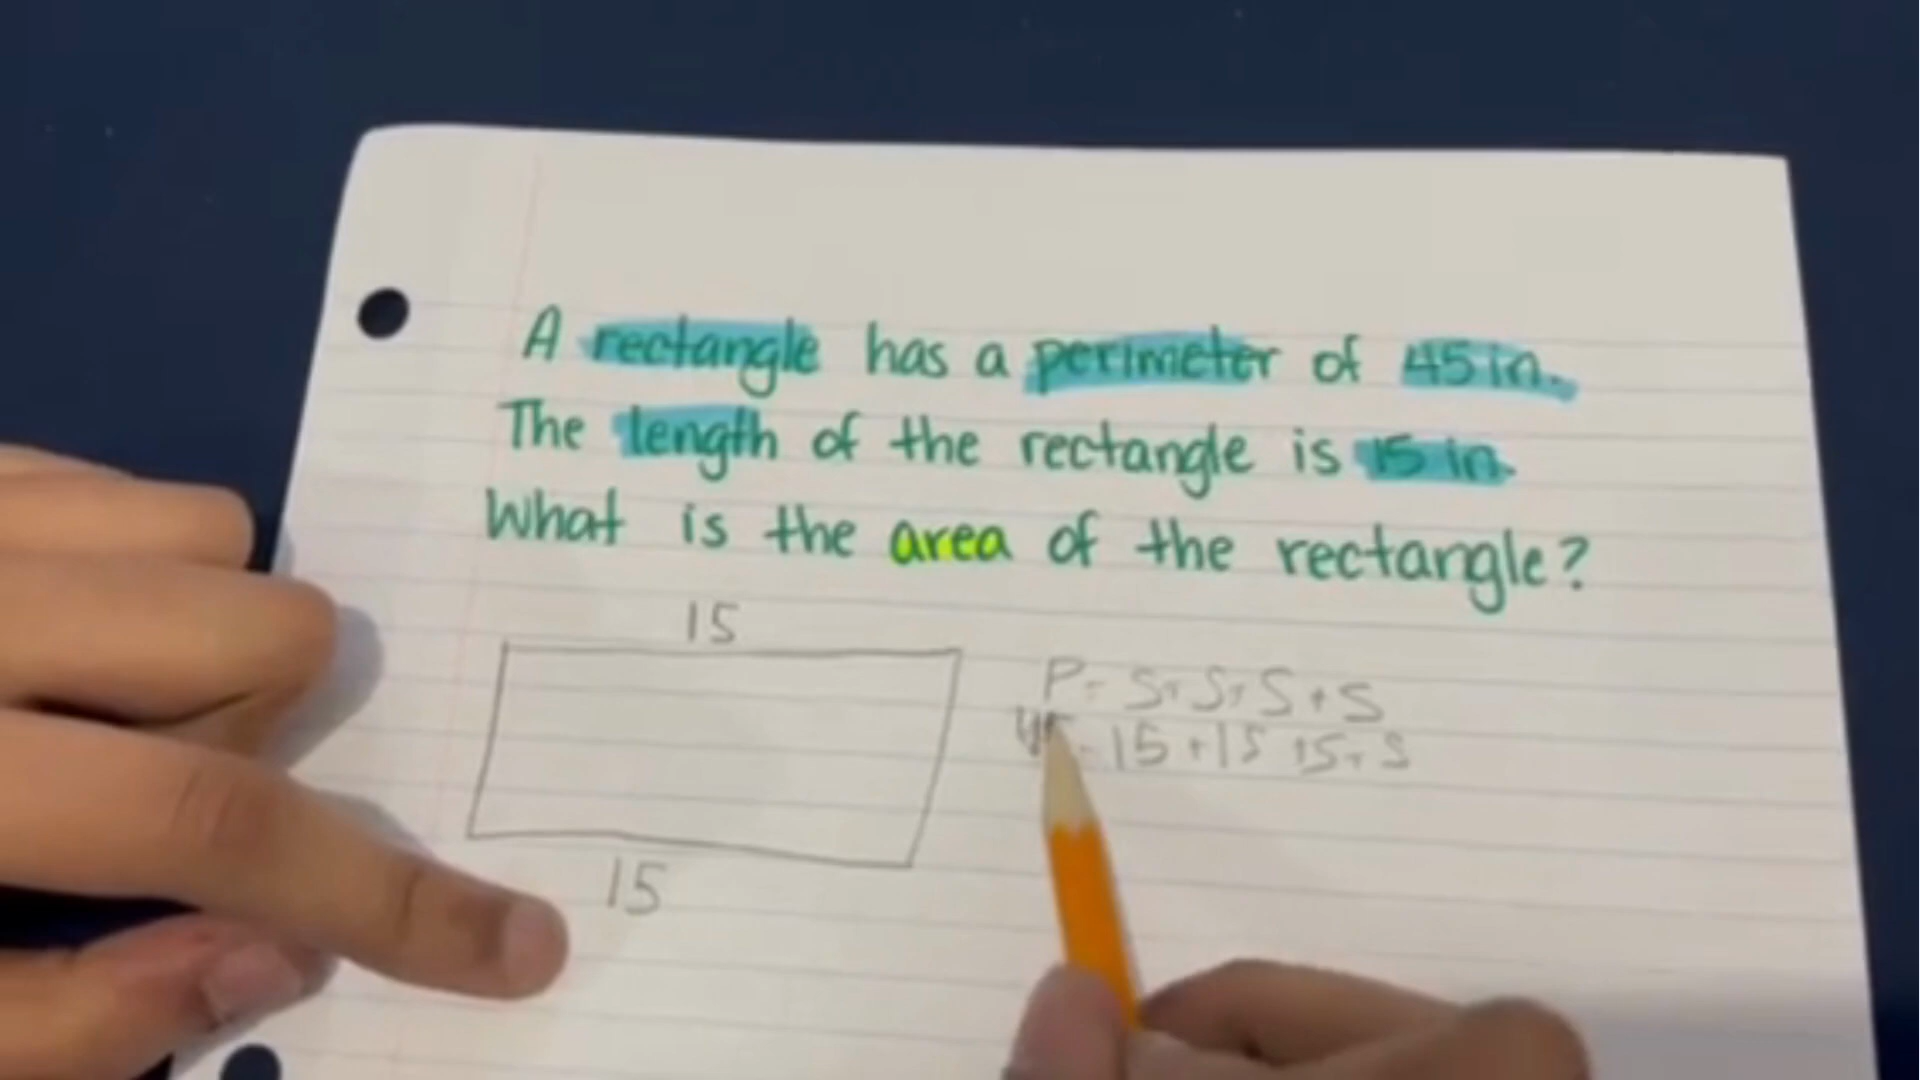 A rectangle has a perimeter of 45 in.
The length of the rectangle is 15 in.
What is the area of the rectangle?
15
P = S+S+S+S
45 = 15 + 15 +S+S
15